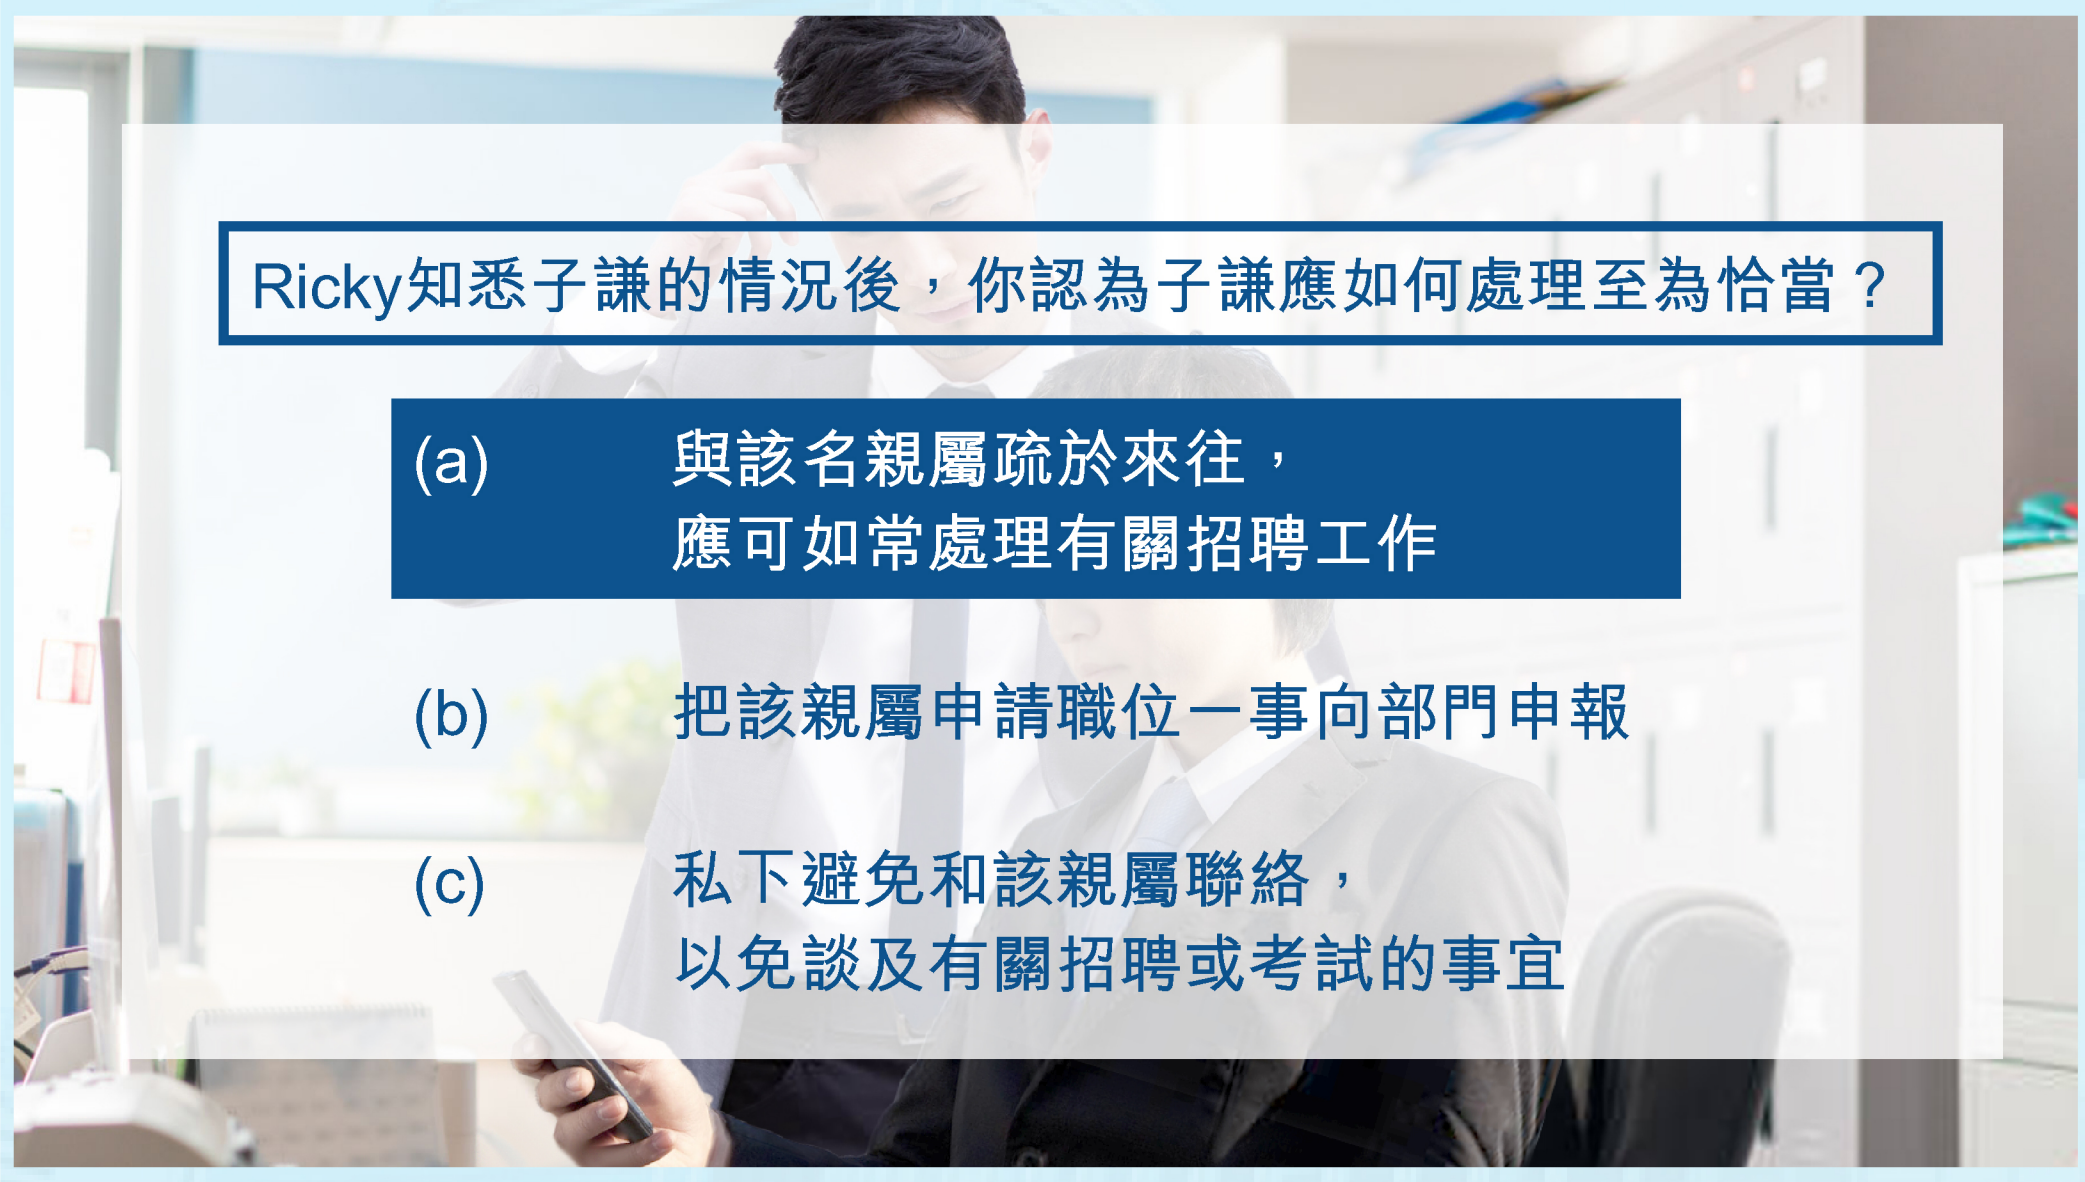 Ricky知悉子謙的情況後，你認為子謙應如何處理至為恰當？
(a) 與該名親屬疏於來往，
應可如常處理有關招聘工作
(b) 把該親屬申請職位一事向部門申報
(c) 私下避免和該親屬聯絡，
以免談及有關招聘或考試的事宜